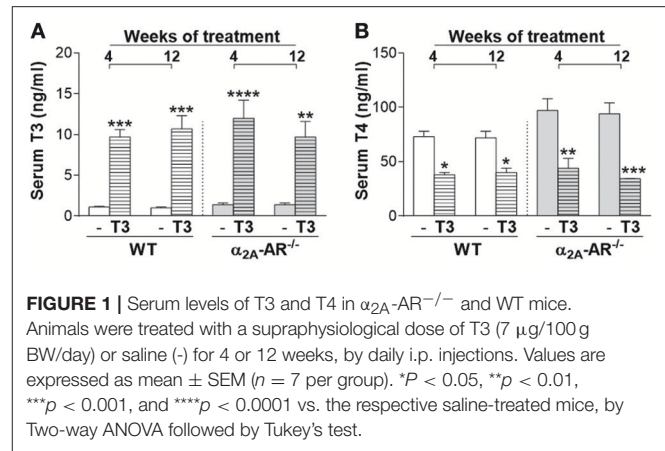 A
Weeks of treatment
4 12 4 12
Serum T3 (ng/ml)
20
15
10
5
0
*** *** **** **
- T3 - T3 - T3 - T3
WT α2A-AR-/-
B
Weeks of treatment
4 12 4 12
Serum T4 (ng/ml)
150
100
50
0
* * ** ***
- T3 - T3 - T3 - T3
WT α2A-AR-/-
FIGURE 1 | Serum levels of T3 and T4 in α2A-AR−/− and WT mice.
Animals were treated with a supraphysiological dose of T3 (7 μg/100 g
BW/day) or saline (-) for 4 or 12 weeks, by daily i.p. injections. Values are
expressed as mean ± SEM (n = 7 per group). *P < 0.05, **p < 0.01,
***p < 0.001, and ****p < 0.0001 vs. the respective saline-treated mice, by
Two-way ANOVA followed by Tukey's test.